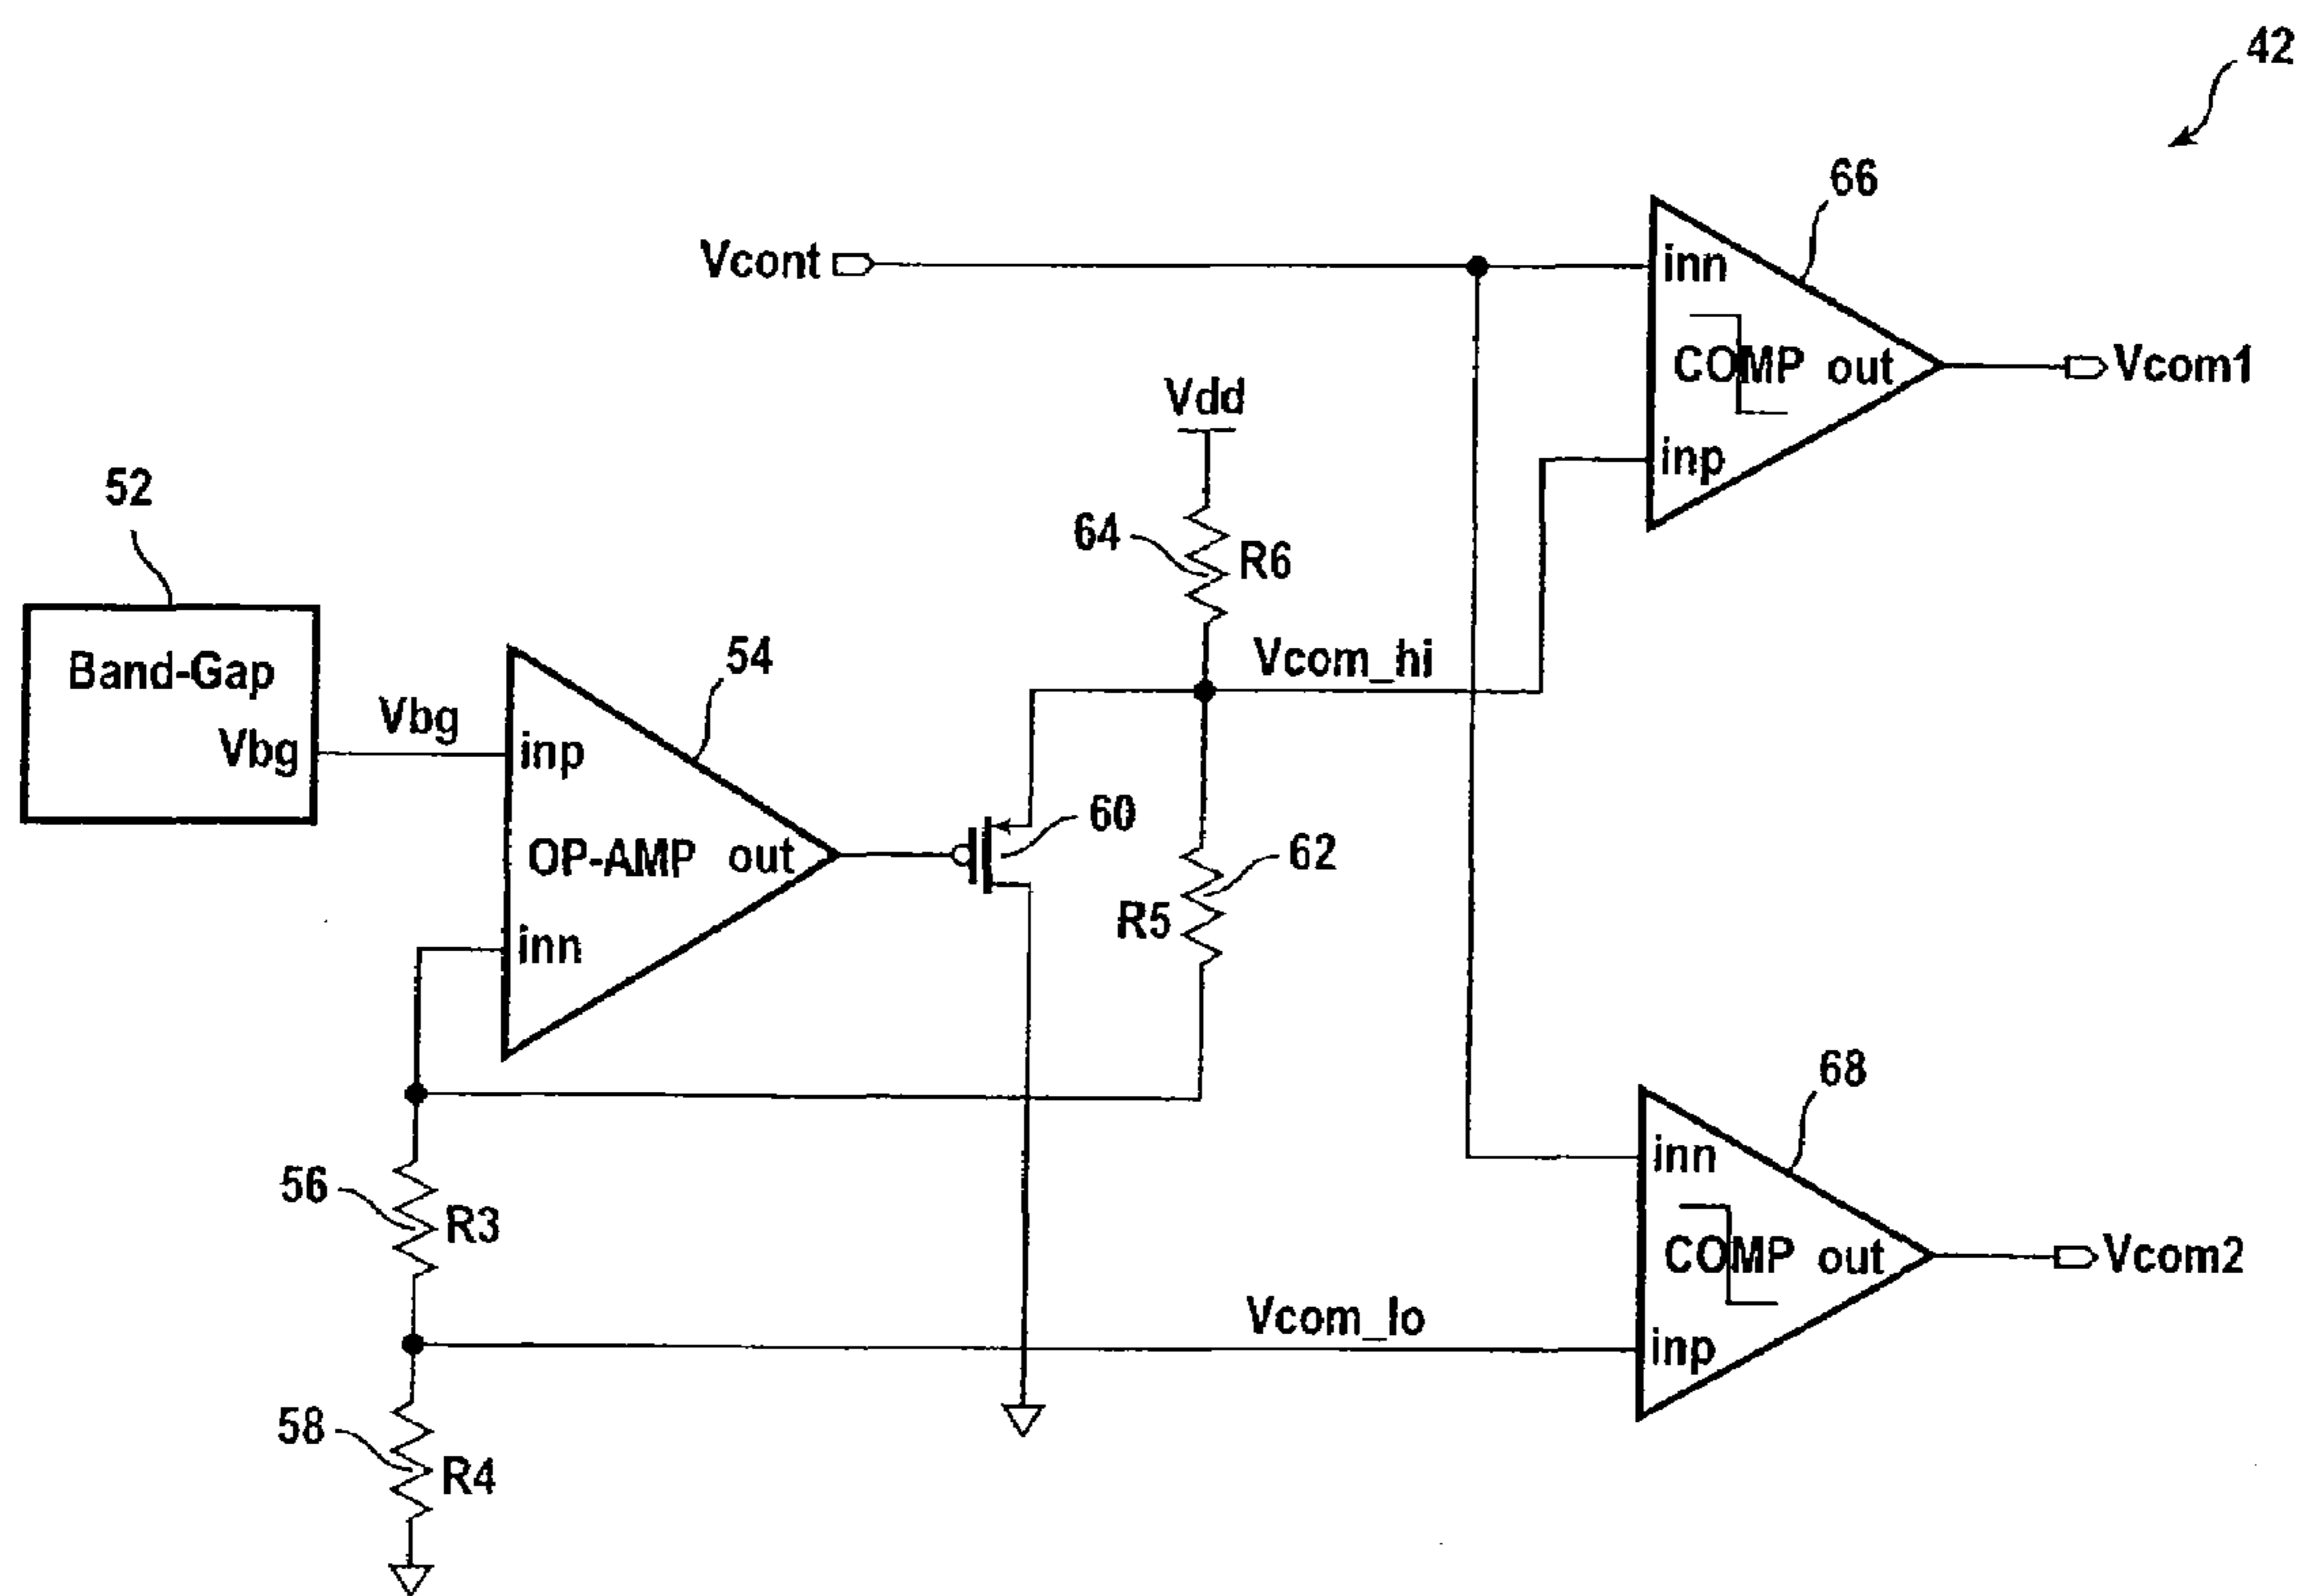 42
66
Vcont
inn
COMP out
Vcom1
Vdd
inp
52
64
R6
Band-Gap
Vbg
Vbg
54
Vcom_hi
inp
OP-AMP out
60
62
R5
inn
68
inn
56
R3
COMP out
Vcom2
Vcom_lo
inp
58
R4